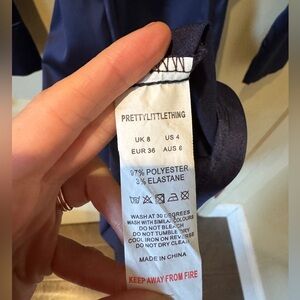 PRETTYLITTLETHING
UK 8 US 4
EUR 36 AUS 6
97% POLYESTER
3% ELASTANE
WASH AT 30 DEGREES
WASH WITH SIMILAR COLOURS
DO NOT BLEACH
DO NOT TUMBLE DRY
COOL IRON ON REVERSE
DO NOT DRY CLEAN
MADE IN CHINA
KEEP AWAY FROM FIRE